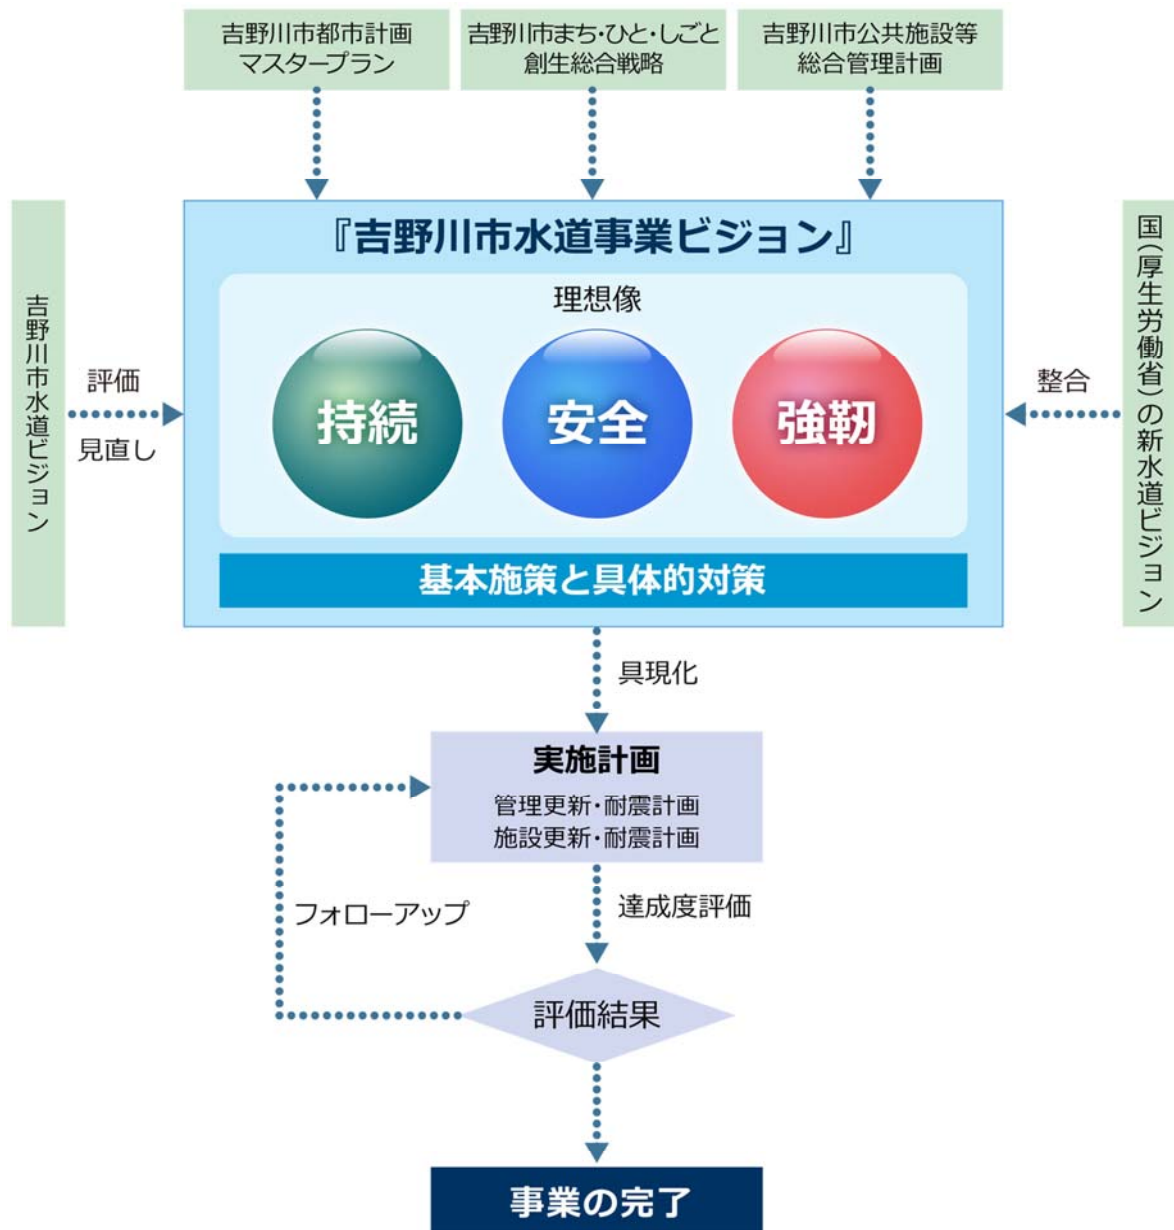 吉野川市都市計画
マスタープラン
吉野川市まち・ひと・しごと
創生総合戦略
吉野川市公共施設等
総合管理計画
吉野川市水道ビジョン
評価
見直し
『吉野川市水道事業ビジョン』
理想像
持続
安全
強靭
基本施策と具体的対策
整合
国(厚生労働省)の新水道ビジョン
具現化
実施計画
管理更新・耐震計画
施設更新・耐震計画
フォローアップ
達成度評価
評価結果
事業の完了